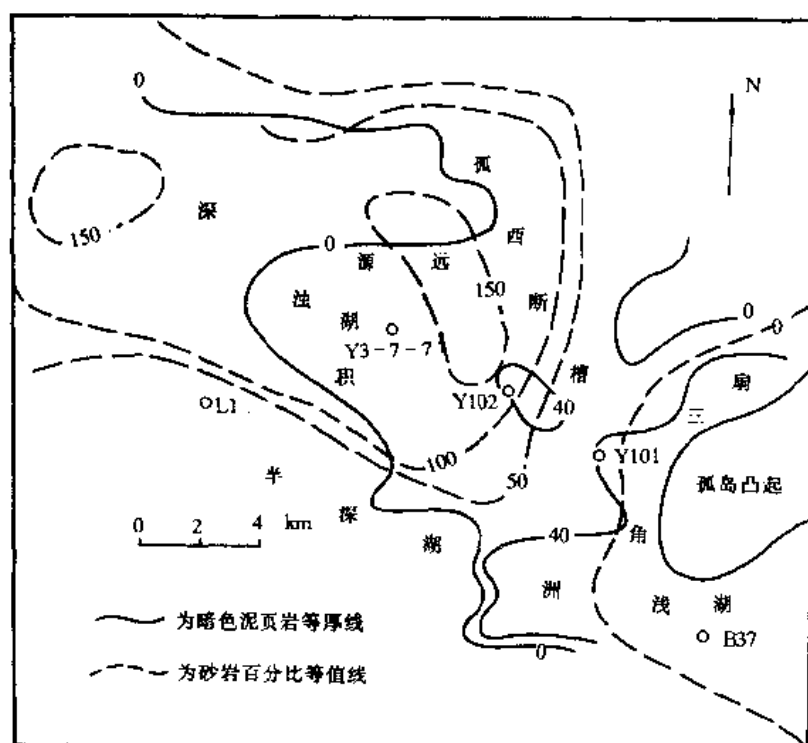 0
N
孤
深
150
0
源
远
西
浊
湖
150
断
0
0
Y3-7-7
积
槽
扇
L1
Y102
40
三
100
Y101
半
50
孤岛凸起
0 2 4 km
深
40
角
湖
洲
浅 湖
为暗色泥页岩等厚线
B37
0
为砂岩百分比等值线